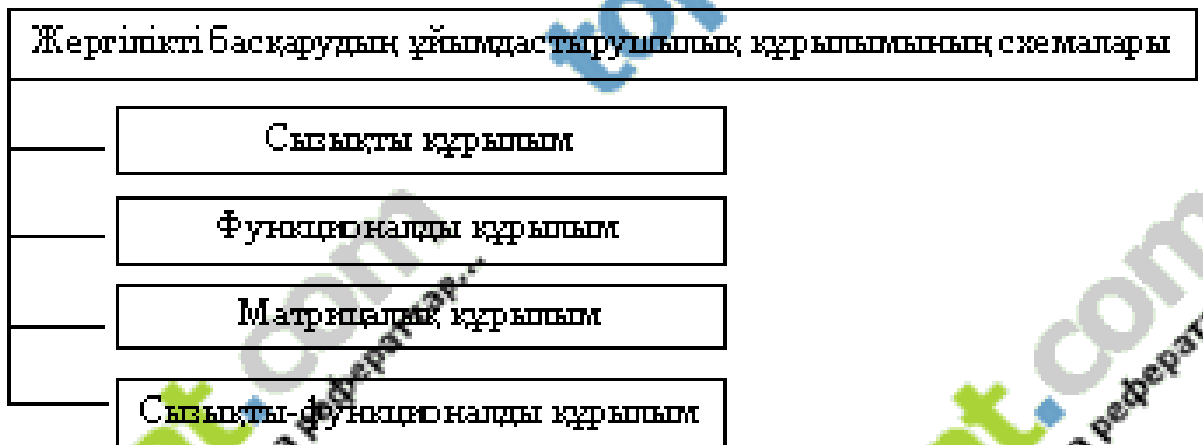 Жергілікті басқарудың ұйымдастырушылық құрылымының схемалары
Сызықты құрылым
Функционалды құрылым
Матрицалық құрылым
Сызықты-функционалды құрылым